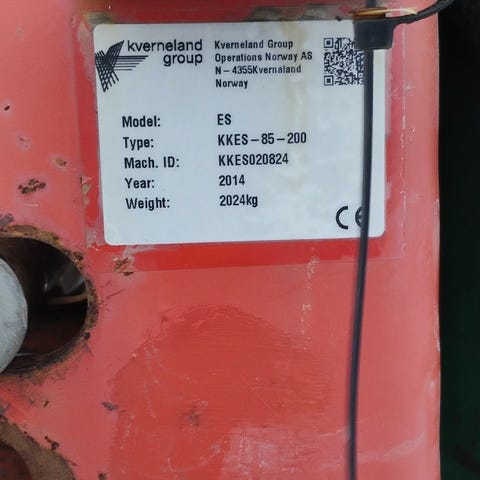 kverneland
group
Kverneland Group
Operations Norway AS
N-4355Kvernaland
Norway
Model: ES
Type: KKES-85-200
Mach. ID: KKES020824
Year: 2014
Weight: 2024kg
CE